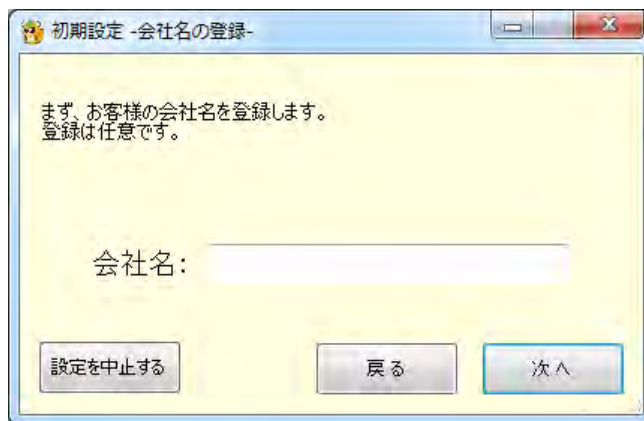 初期設定 -会社名の登録-
まず、お客様の会社名を登録します。
登録は任意です。
会社名:
設定を中止する
戻る
次へ